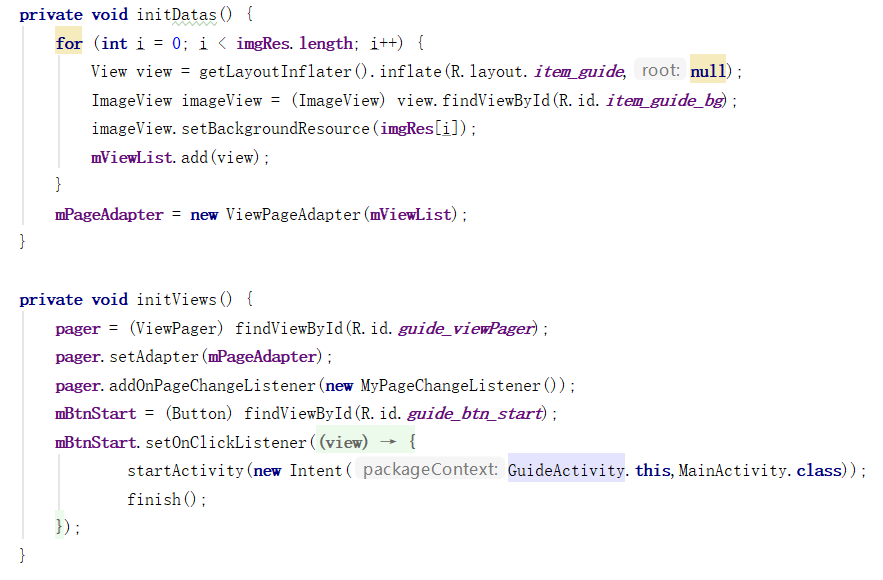 private void initDatas() {
    for (int i = 0; i < imgRes.length; i++) {
        View view = getLayoutInflater().inflate(R.layout.item_guide, root: null);
        ImageView imageView = (ImageView) view.findViewById(R.id.item_guide_bg);
        imageView.setBackgroundResource(imgRes[i]);
        mViewList.add(view);
    }
    mPageAdapter = new ViewPageAdapter(mViewList);
}

private void initViews() {
    pager = (ViewPager) findViewById(R.id.guide_viewPager);
    pager.setAdapter(mPageAdapter);
    pager.addOnPageChangeListener(new MyPageChangeListener());
    mBtnStart = (Button) findViewById(R.id.guide_btn_start);
    mBtnStart.setOnClickListener((view) → {
            startActivity(new Intent( packageContext: GuideActivity.this,MainActivity.class));
            finish();
    });
}